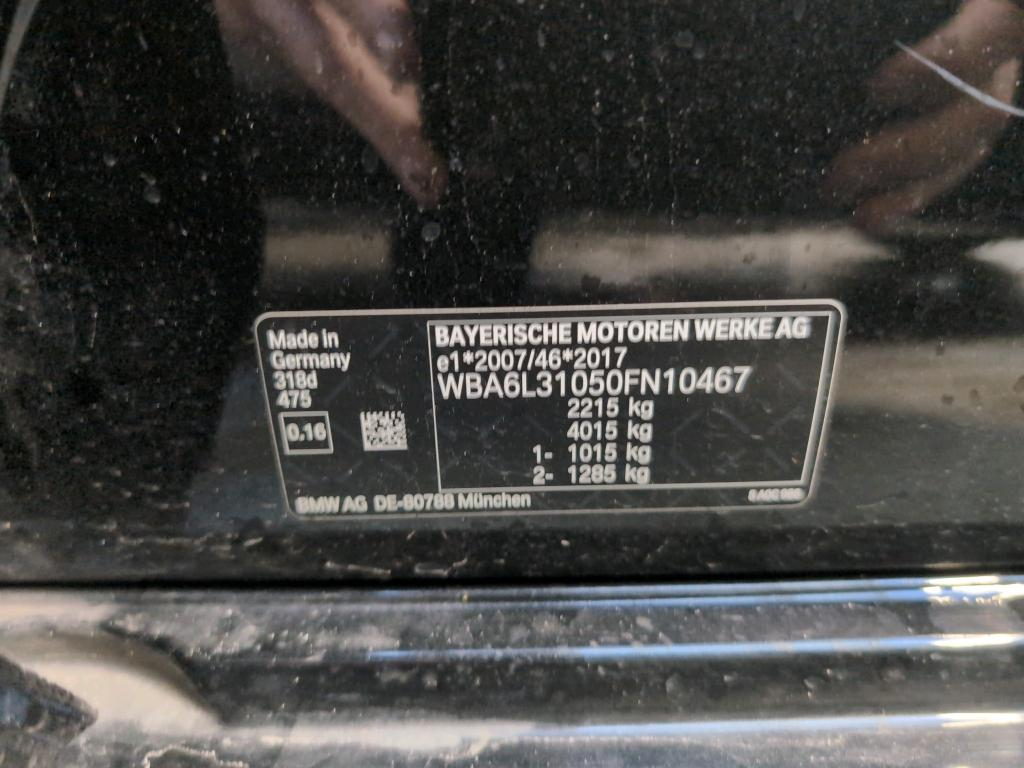 Made in
Germany
318d
475
0.16
BAYERISCHE MOTOREN WERKE AG
e1*2007/46*2017
WBA6L31050FN10467
2215 kg
4015 kg
1- 1015 kg
2- 1285 kg
BMW AG DE-80788 München